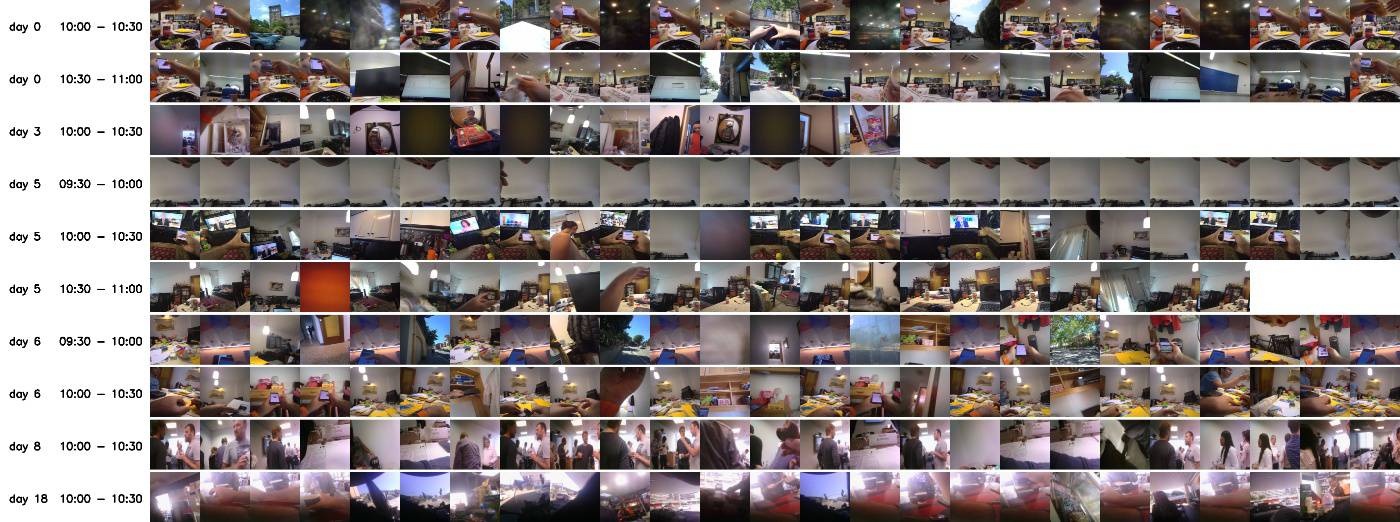 day 0 10:00 – 10:30
day 0 10:30 – 11:00
day 3 10:00 – 10:30
day 5 09:30 – 10:00
day 5 10:00 – 10:30
day 5 10:30 – 11:00
day 6 09:30 – 10:00
day 6 10:00 – 10:30
day 8 10:00 – 10:30
day 18 10:00 – 10:30